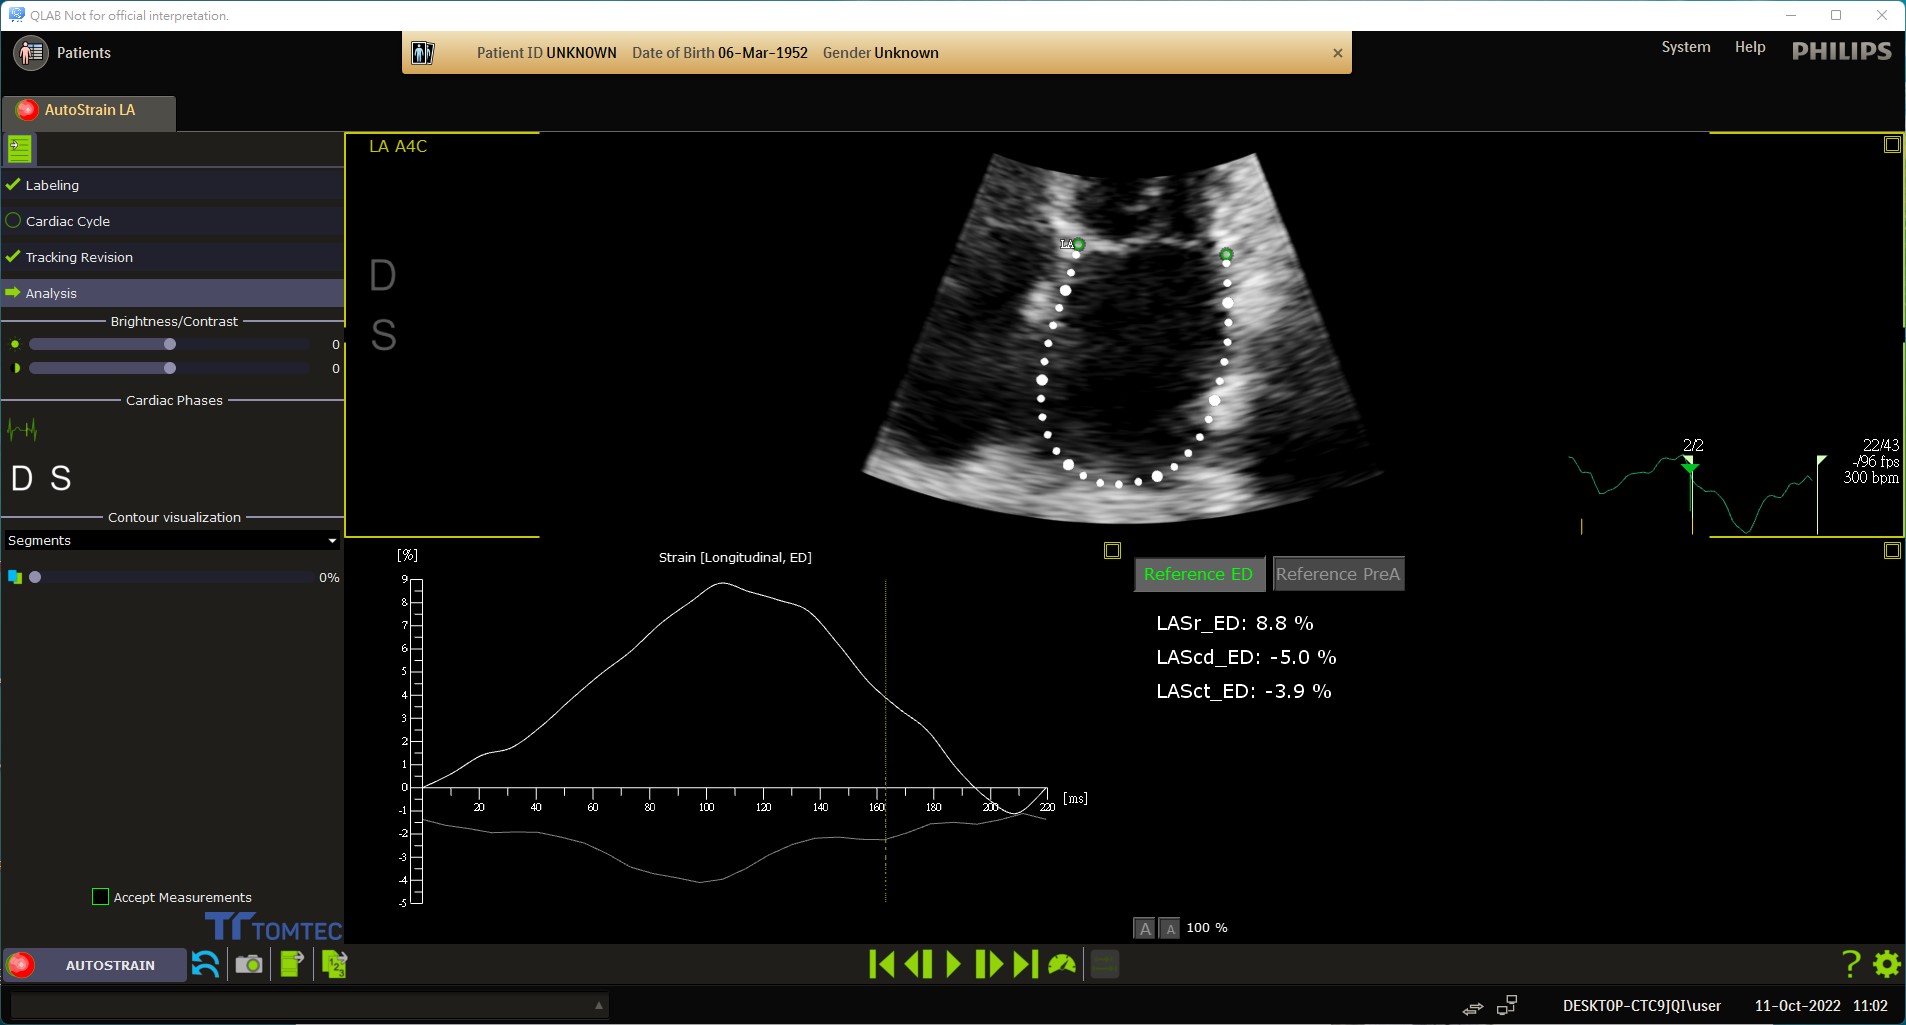 QLAB Not for official interpretation.
Patients
Patient ID UNKNOWN Date of Birth 06-Mar-1952 Gender Unknown
System Help PHILIPS
AutoStrain LA
Labeling
Cardiac Cycle
Tracking Revision
Analysis
Brightness/Contrast
0
0
Cardiac Phases
D S
Contour visualization
Segments
0%
Accept Measurements
TOMTEC
LA A4C
D
S
LA
2/2
22/43
-/96 fps
300 bpm
[%]
Strain [Longitudinal, ED]
9
8
7
6
5
4
3
2
1
0
-1
-2
-3
-4
-5
20 40 60 80 100 120 140 160 180 200 220 [ms]
Reference ED Reference PreA
LASr_ED: 8.8 %
LAScd_ED: -5.0 %
LASct_ED: -3.9 %
A A 100 %
AUTOSTRAIN
123
?
DESKTOP-CTC9JQI\user 11-Oct-2022 11:02